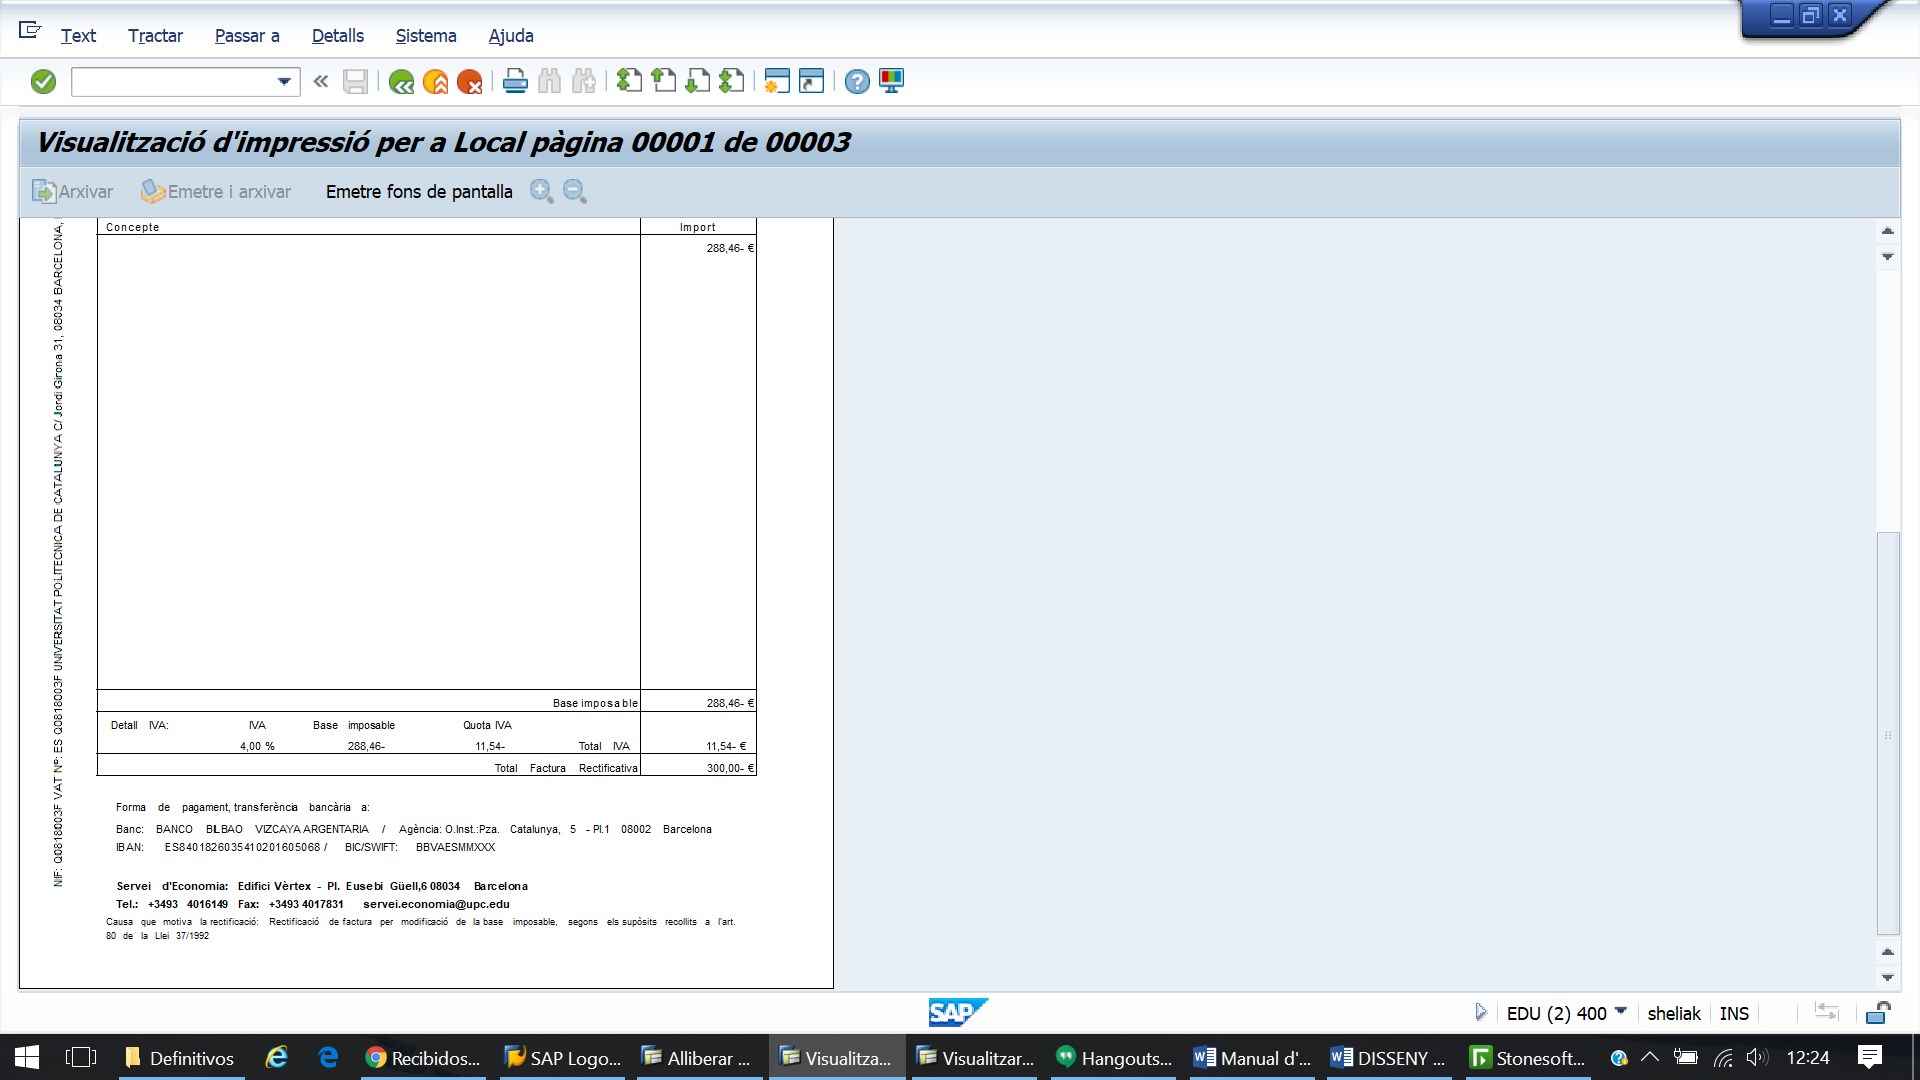 Text Tractar Passar a Detalls Sistema Ajuda
Visualització d'impressió per a Local pàgina 00001 de 00003
Arxivar Emetre i arxivar Emetre fons de pantalla
NIF: Q0818003F VAT Nº: ES Q0818003F UNIVERSITAT POLITECNICA DE CATALUNYA C/ Jordi Girona 31, 08034 BARCELONA,
Concepte Import
288,46- €
Base imposable 288,46- €
Detall IVA: IVA Base imposable Quota IVA
4,00 % 288,46- 11,54- Total IVA 11,54- €
Total Factura Rectificativa 300,00- €
Forma de pagament, transferència bancària a:
Banc: BANCO BILBAO VIZCAYA ARGENTARIA / Agència: O.Inst.:Pza. Catalunya, 5 - Pl.1 08002 Barcelona
IBAN: ES8401826035410201605068 / BIC/SWIFT: BBVAESMMXXX
Servei d'Economia: Edifici Vèrtex - Pl. Eusebi Güell,6 08034 Barcelona
Tel.: +3493 4016149 Fax: +3493 4017831 servei.economia@upc.edu
Causa que motiva la rectificació: Rectificació de factura per modificació de la base imposable, segons els supòsits recollits a l'art.
80 de la Llei 37/1992
SAP
EDU (2) 400 sheliak INS
Definitivos Recibidos... SAP Logo... Alliberar ... Visualitza... Visualitzar... Hangouts... Manual d'... DISSENY ... Stonesoft... 12:24